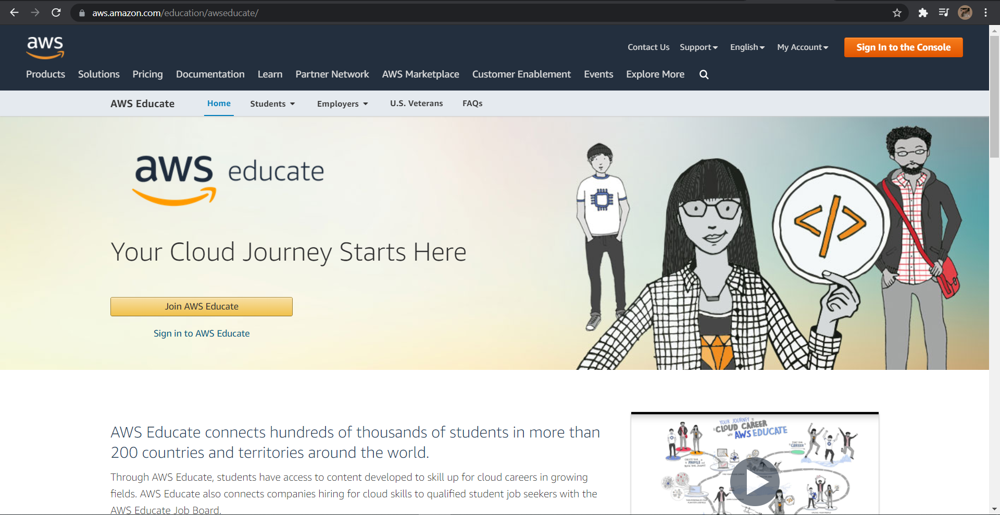 aws.amazon.com/education/awseducate/
aws
Contact Us Support English My Account Sign In to the Console
Products Solutions Pricing Documentation Learn Partner Network AWS Marketplace Customer Enablement Events Explore More
AWS Educate Home Students Employers U.S. Veterans FAQs
aws educate
</>
Your Cloud Journey Starts Here
Join AWS Educate
Sign in to AWS Educate
AWS Educate connects hundreds of thousands of students in more than
200 countries and territories around the world.
Through AWS Educate, students have access to content developed to skill up for cloud careers in growing
fields. AWS Educate also connects companies hiring for cloud skills to qualified student job seekers with the
AWS Educate Job Board.
YOUR JOURNEY TO
A CLOUD CAREER
WITH AWS EDUCATE